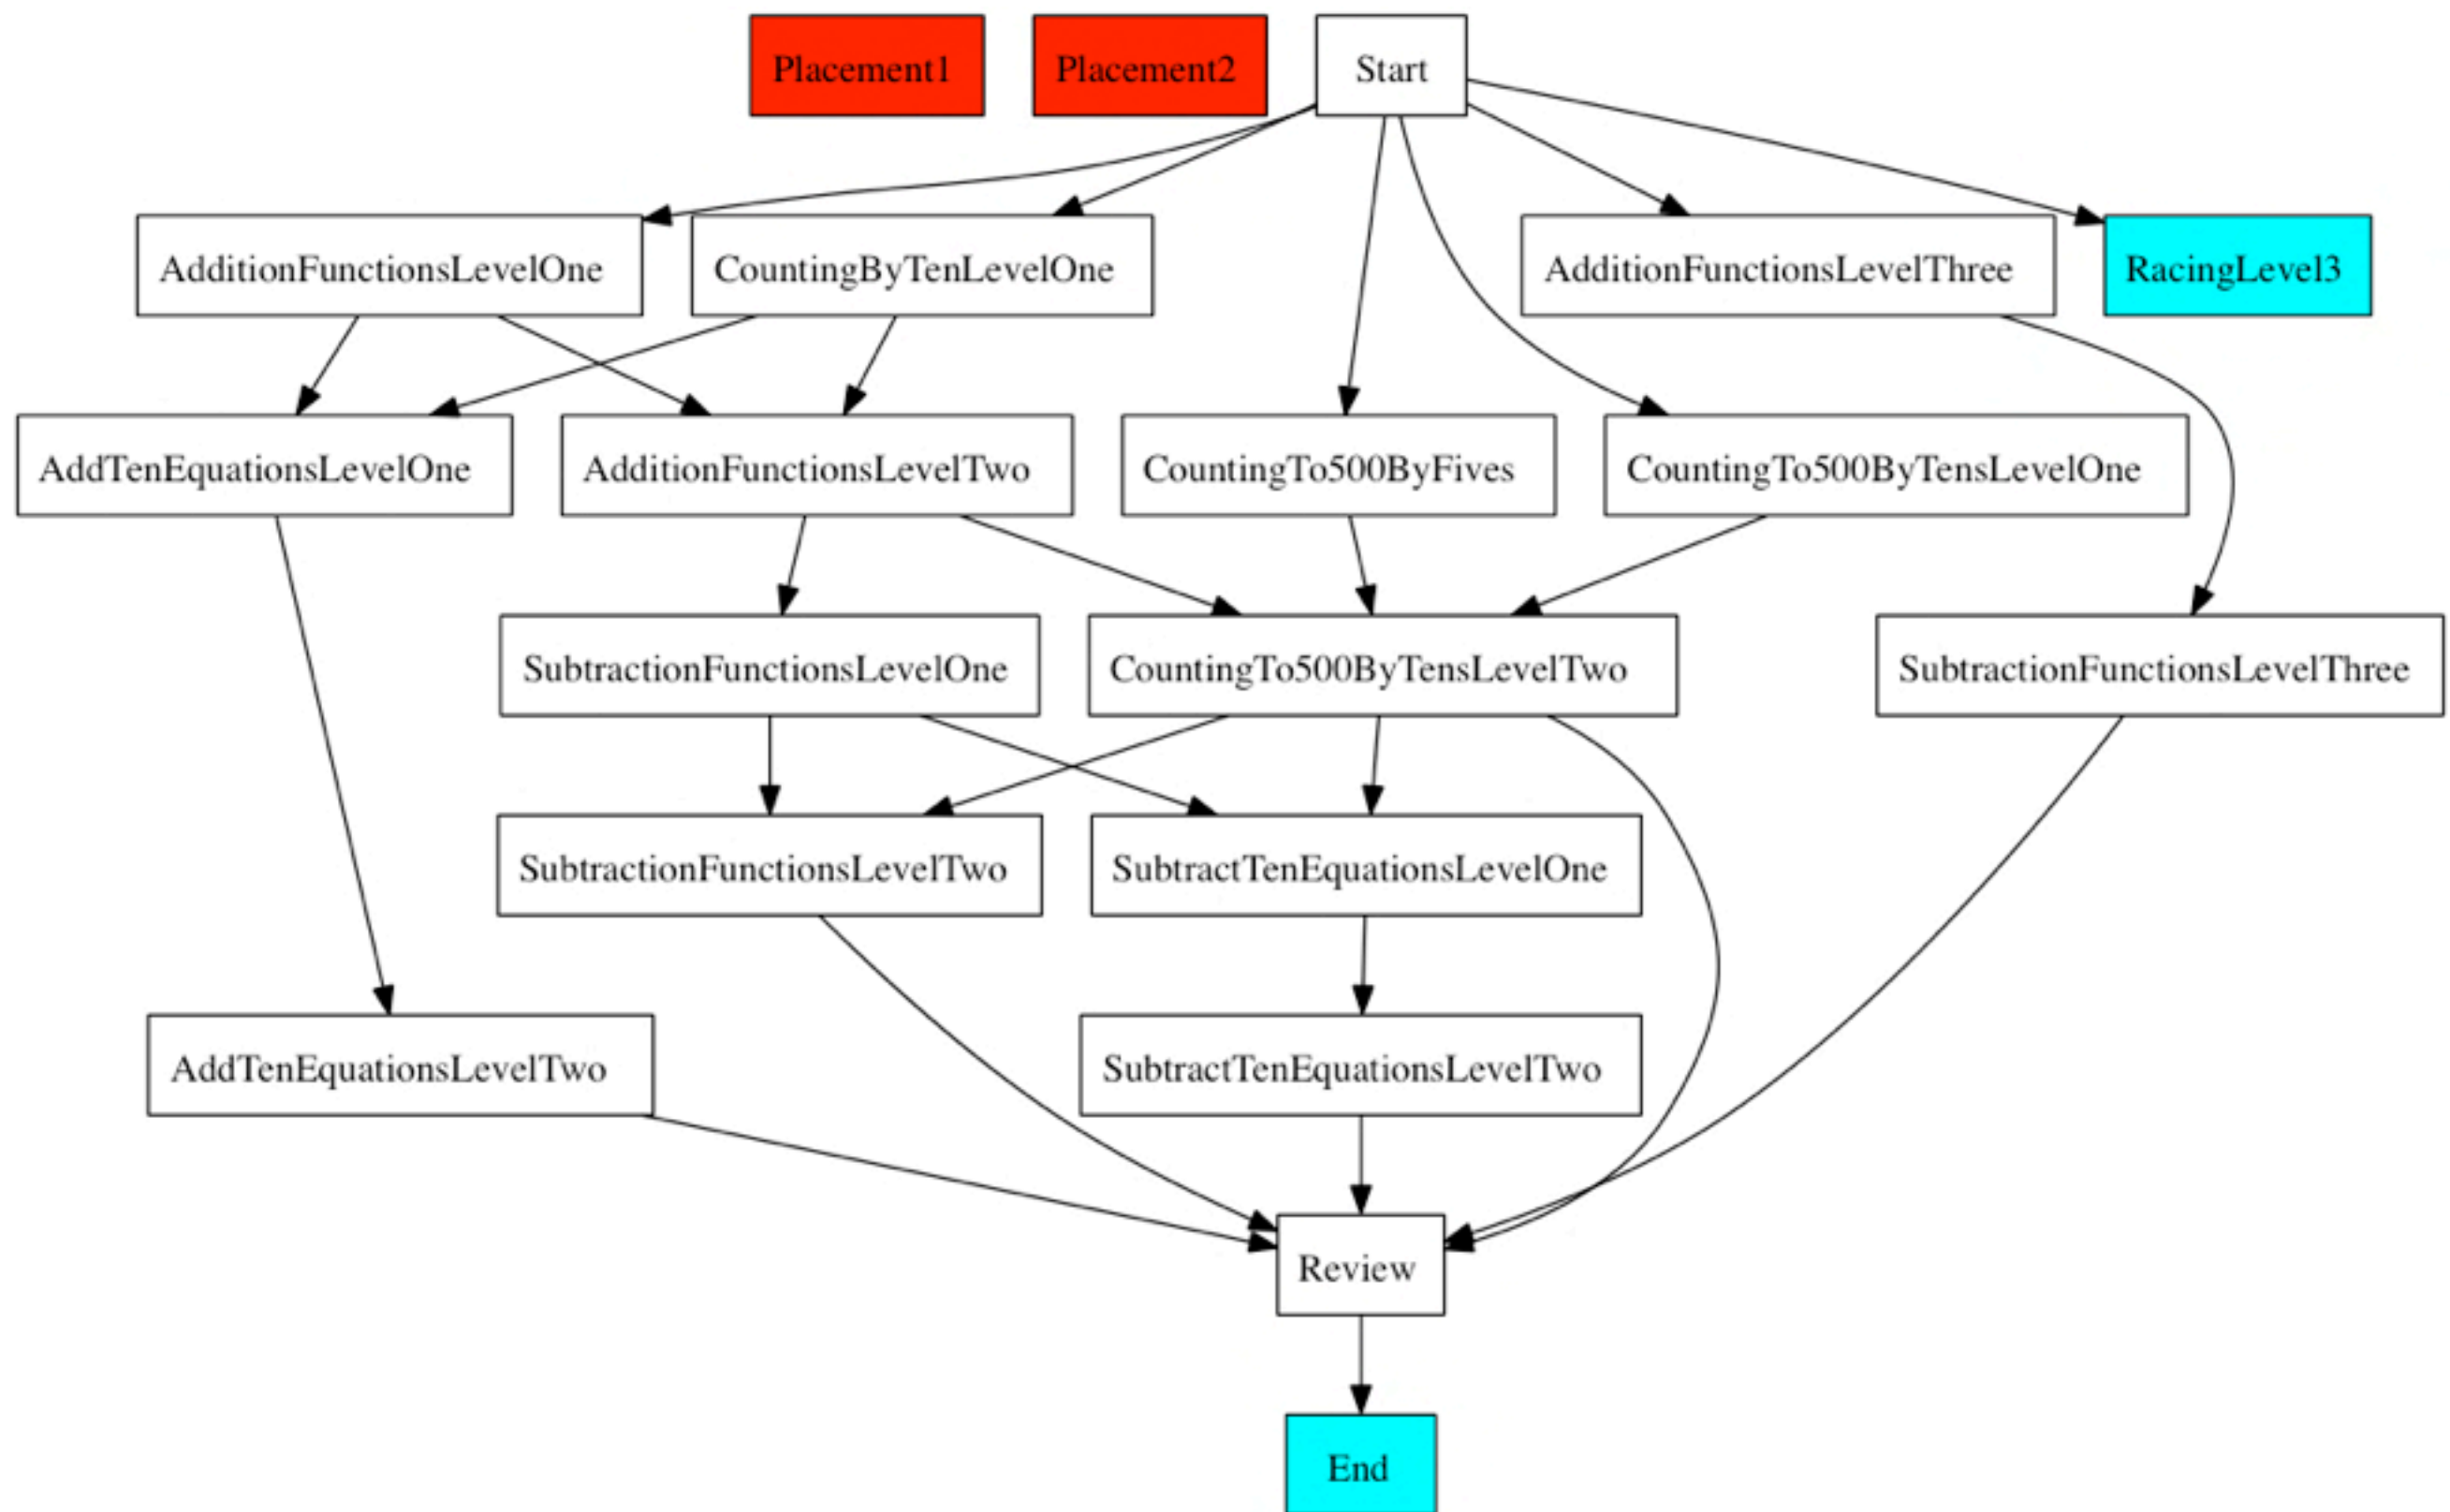 Placement1
Placement2
Start
AdditionFunctionsLevelOne
CountingByTenLevelOne
AdditionFunctionsLevelThree
RacingLevel3
AddTenEquationsLevelOne
AdditionFunctionsLevelTwo
CountingTo500ByFives
CountingTo500ByTensLevelOne
SubtractionFunctionsLevelOne
CountingTo500ByTensLevelTwo
SubtractionFunctionsLevelThree
SubtractionFunctionsLevelTwo
SubtractTenEquationsLevelOne
AddTenEquationsLevelTwo
SubtractTenEquationsLevelTwo
Review
End